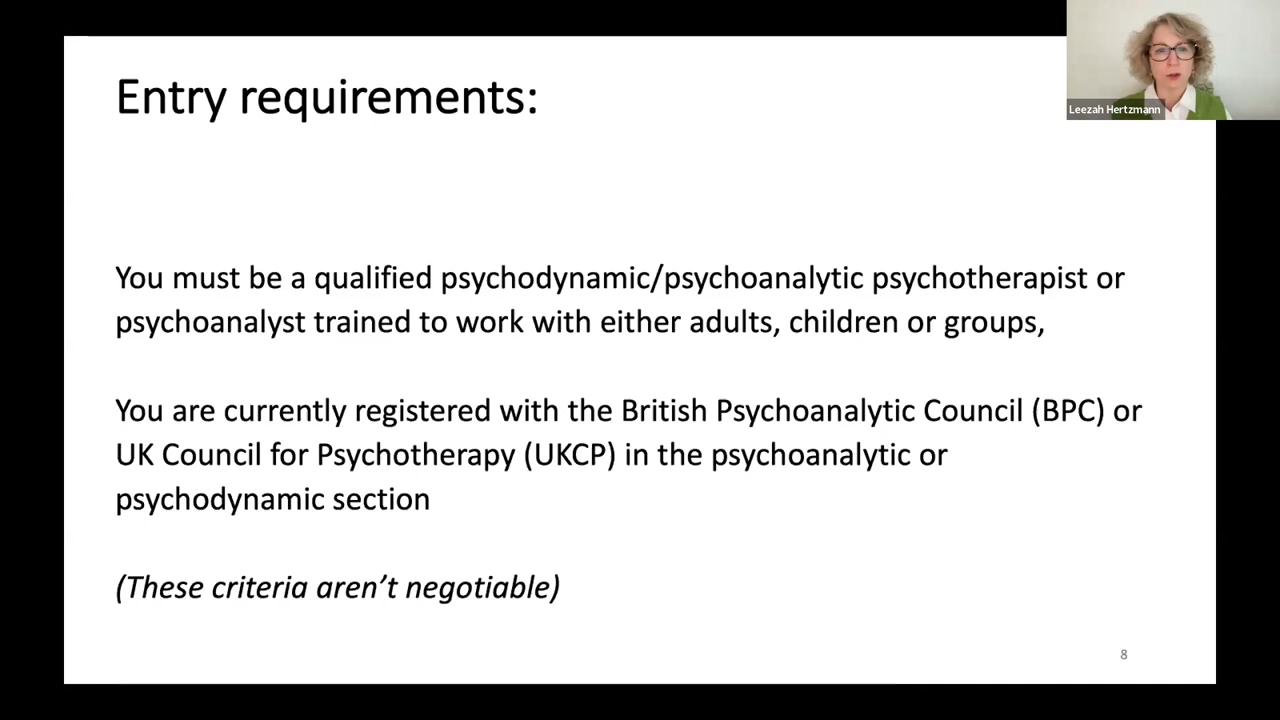 Entry requirements:
Leezah Hertzmann
You must be a qualified psychodynamic/psychoanalytic psychotherapist or
psychoanalyst trained to work with either adults, children or groups,
You are currently registered with the British Psychoanalytic Council (BPC) or
UK Council for Psychotherapy (UKCP) in the psychoanalytic or
psychodynamic section
(These criteria aren’t negotiable)
8